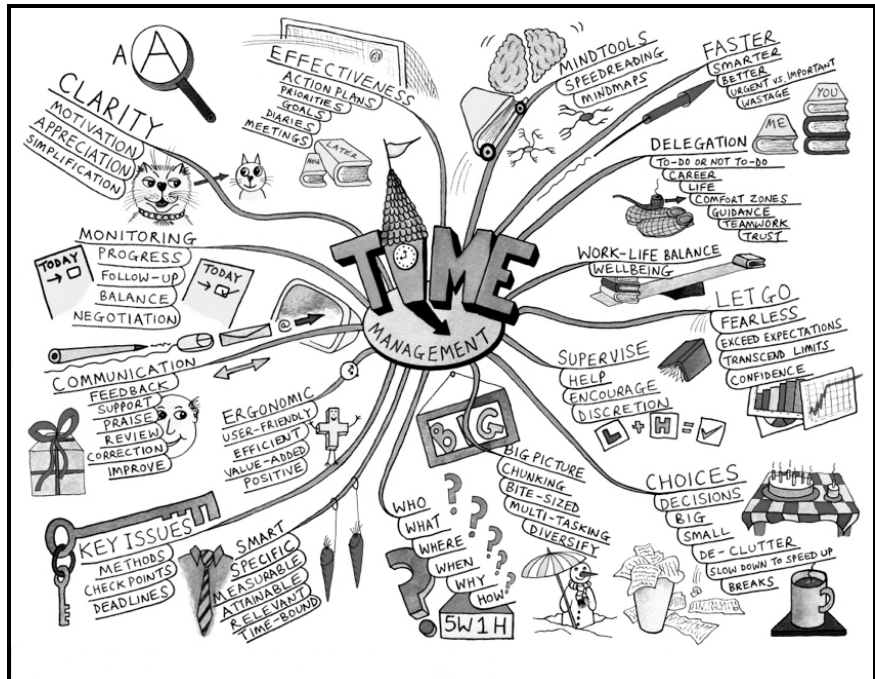 TIME
MANAGEMENT
A A
CLARITY
MOTIVATION
APPRECIATION
SIMPLIFICATION
EFFECTIVENESS
ACTION PLANS
PRIORITIES
GOALS
DIARIES
MEETINGS
NOW
LATER
@
MINDTOOLS
SPEEDREADING
MINDMAPS
FASTER
SMARTER
BETTER
URGENT VS. IMPORTANT
WASTAGE
ME
YOU
DELEGATION
TO-DO OR NOT TO-DO
CAREER
LIFE
COMFORT ZONES
GUIDANCE
TEAMWORK
TRUST
WORK-LIFE BALANCE
WELLBEING
LET GO
FEARLESS
EXCEED EXPECTATIONS
TRANSCEND LIMITS
CONFIDENCE
SUPERVISE
HELP
ENCOURAGE
DISCRETION
L + H = ✓
CHOICES
DECISIONS
BIG
SMALL
DE-CLUTTER
SLOW DOWN TO SPEED UP
BREAKS
BIG
BIG PICTURE
CHUNKING
BITE-SIZED
MULTI-TASKING
DIVERSIFY
WHO
WHAT
WHERE
WHEN
WHY
HOW
? ? ? ? ? ? ?
5W1H
SMART
SPECIFIC
MEASURABLE
ATTAINABLE
RELEVANT
TIME-BOUND
KEY ISSUES
METHODS
CHECKPOINTS
DEADLINES
ERGONOMIC
USER-FRIENDLY
EFFICIENT
VALUE-ADDED
POSITIVE
COMMUNICATION
FEEDBACK
SUPPORT
PRAISE
REVIEW
CORRECTION
IMPROVE
@
MONITORING
PROGRESS
FOLLOW-UP
BALANCE
NEGOTIATION
TODAY
TODAY